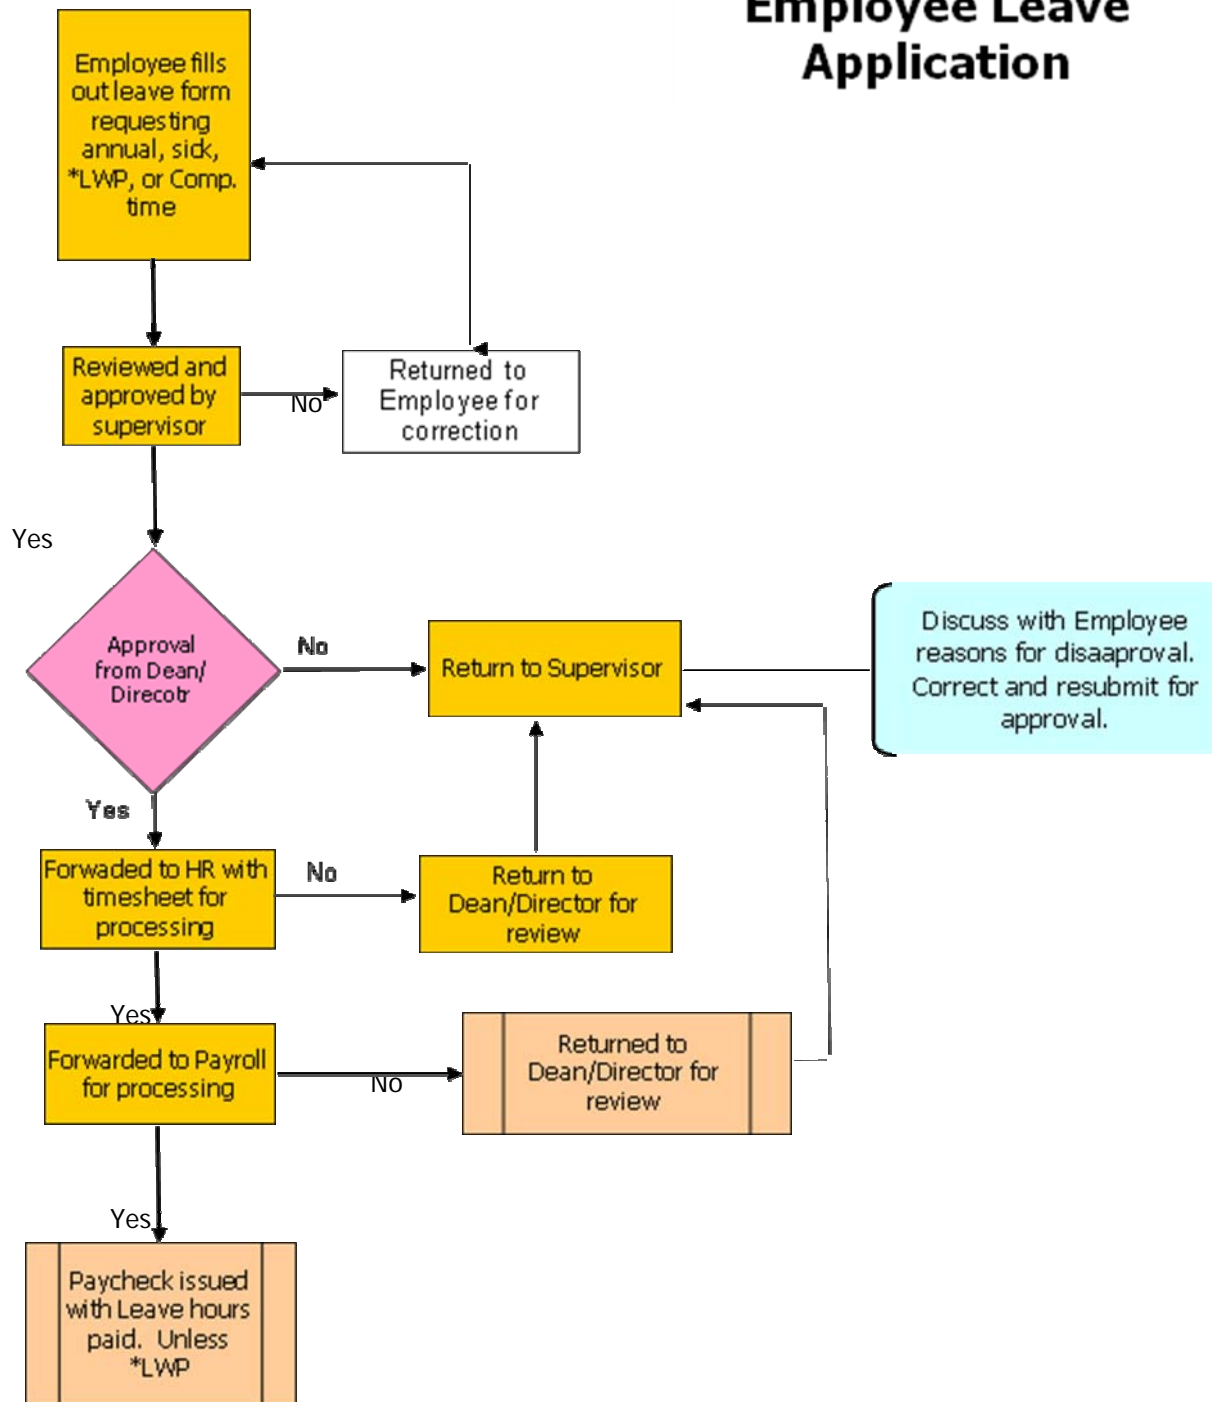 Employee Leave
Application
Employee fills
out leave form
requesting
annual, sick,
*LWP, or Comp.
time
Reviewed and
approved by
supervisor
No
Returned to
Employee for
correction
Yes
Approval
from Dean/
Direcotr
No
Return to Supervisor
Discuss with Employee
reasons for disaaproval.
Correct and resubmit for
approval.
Yes
Forwaded to HR with
timesheet for
processing
No
Return to
Dean/Director for
review
Yes
Forwarded to Payroll
for processing
No
Returned to
Dean/Director for
review
Yes
Paycheck issued
with Leave hours
paid. Unless
*LWP